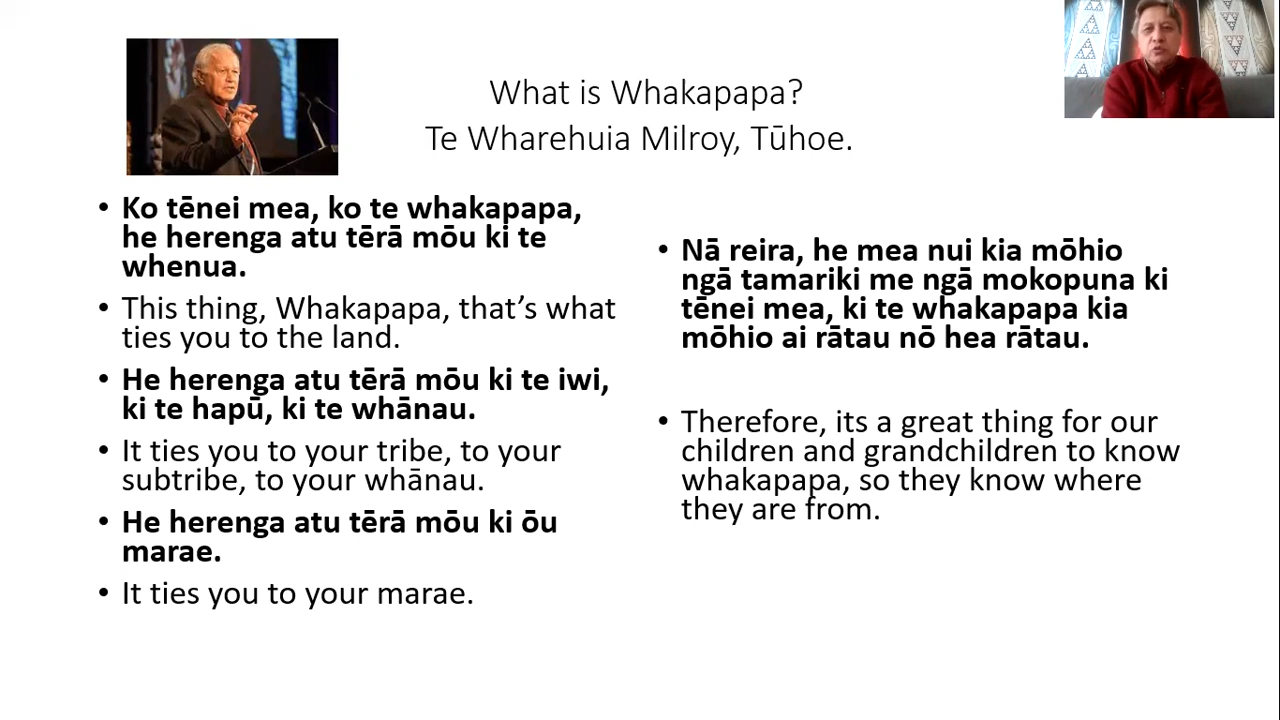 What is Whakapapa?
Te Wharehuia Milroy, Tūhoe.
• Ko tēnei mea, ko te whakapapa,
he herenga atu tērā mōu ki te
whenua.
• This thing, Whakapapa, that’s what
ties you to the land.
• He herenga atu tērā mōu ki te iwi,
ki te hapū, ki te whānau.
• It ties you to your tribe, to your
subtribe, to your whānau.
• He herenga atu tērā mōu ki ōu
marae.
• It ties you to your marae.
• Nā reira, he mea nui kia mōhio
ngā tamariki me ngā mokopuna ki
tēnei mea, ki te whakapapa kia
mōhio ai rātau nō hea rātau.
• Therefore, its a great thing for our
children and grandchildren to know
whakapapa, so they know where
they are from.